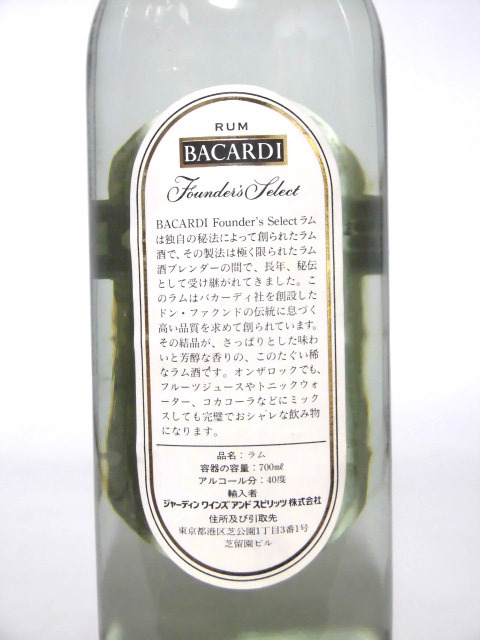 RUM
BACARDI
Founder's Select
BACARDI Founder's Selectラム
は独自の秘法によって創られたラム
酒で、その製法は極く限られたラム
酒ブレンダーの間で、長年、秘伝
として受け継がれてきました。こ
のラムはバカーディ社を創設した
ドン・ファクンドの伝統に息づく
高い品質を求めて創られています。
その結晶が、さっぱりとした味わ
いと芳醇な香りの、このたぐい稀
なラム酒です。オンザロックでも、
フルーツジュースやトニックウォ
ーター、コカコーラなどにミック
スしても完璧でおシャレな飲み物
になります。
品名：ラム
容器の容量：700mℓ
アルコール分：40度
輸入者
ジャーディン ワインズ アンド スピリッツ 株式会社
住所及び引取先
東京都港区芝公園1丁目3番1号
芝留園ビル